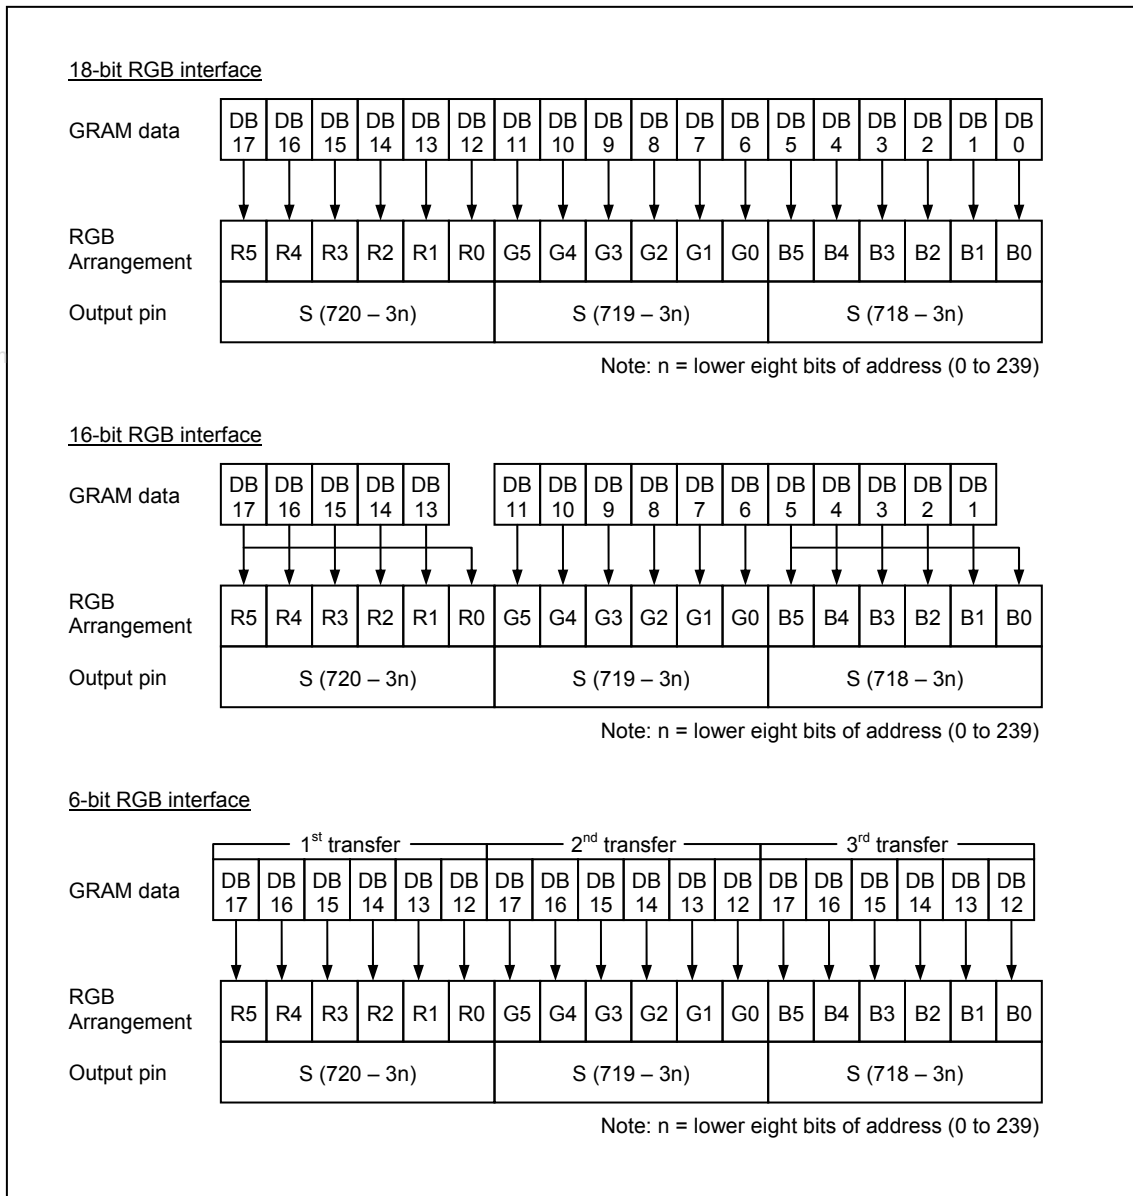 18-bit RGB interface
GRAM data DB 17 DB 16 DB 15 DB 14 DB 13 DB 12 DB 11 DB 10 DB 9 DB 8 DB 7 DB 6 DB 5 DB 4 DB 3 DB 2 DB 1 DB 0
RGB Arrangement R5 R4 R3 R2 R1 R0 G5 G4 G3 G2 G1 G0 B5 B4 B3 B2 B1 B0
Output pin S (720 – 3n) S (719 – 3n) S (718 – 3n)
Note: n = lower eight bits of address (0 to 239)
16-bit RGB interface
GRAM data DB 17 DB 16 DB 15 DB 14 DB 13 DB 11 DB 10 DB 9 DB 8 DB 7 DB 6 DB 5 DB 4 DB 3 DB 2 DB 1
RGB Arrangement R5 R4 R3 R2 R1 R0 G5 G4 G3 G2 G1 G0 B5 B4 B3 B2 B1 B0
Output pin S (720 – 3n) S (719 – 3n) S (718 – 3n)
Note: n = lower eight bits of address (0 to 239)
6-bit RGB interface
1st transfer 2nd transfer 3rd transfer
GRAM data DB 17 DB 16 DB 15 DB 14 DB 13 DB 12 DB 17 DB 16 DB 15 DB 14 DB 13 DB 12 DB 17 DB 16 DB 15 DB 14 DB 13 DB 12
RGB Arrangement R5 R4 R3 R2 R1 R0 G5 G4 G3 G2 G1 G0 B5 B4 B3 B2 B1 B0
Output pin S (720 – 3n) S (719 – 3n) S (718 – 3n)
Note: n = lower eight bits of address (0 to 239)